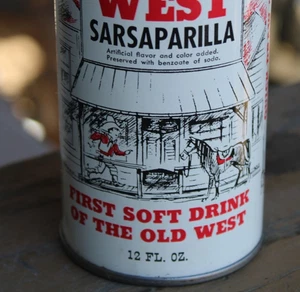 WEST
SARSAPARILLA
Artificial flavor and color added.
Preserved with benzoate of soda.
FIRST SOFT DRINK
OF THE OLD WEST
12 FL. OZ.